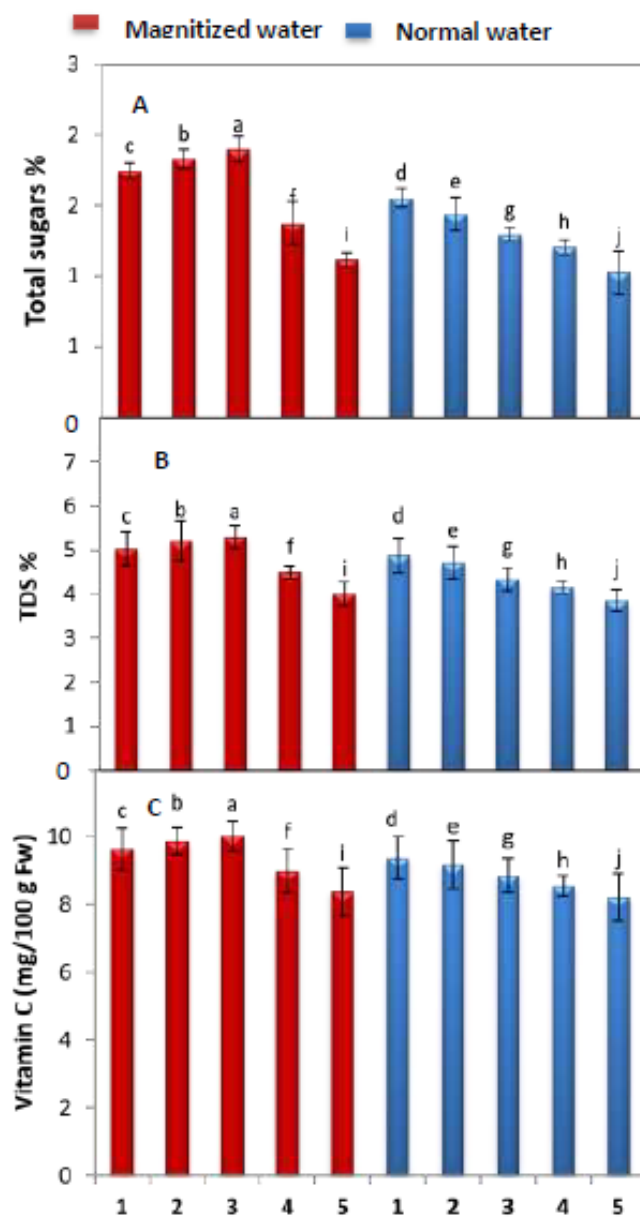 Magnitized water Normal water
3
A
a
b
c
d
2
e
f
g
h
2
i
j
Total sugars %
1
1
0
7
B
6
a
b
c
d
e
5
f
g
h
i
j
4
TDS %
3
2
1
0
C
a
b
c
d
e
10
f
g
h
i
j
8
Vitamin C (mg/100 g Fw)
6
4
2
0
1 2 3 4 5 1 2 3 4 5